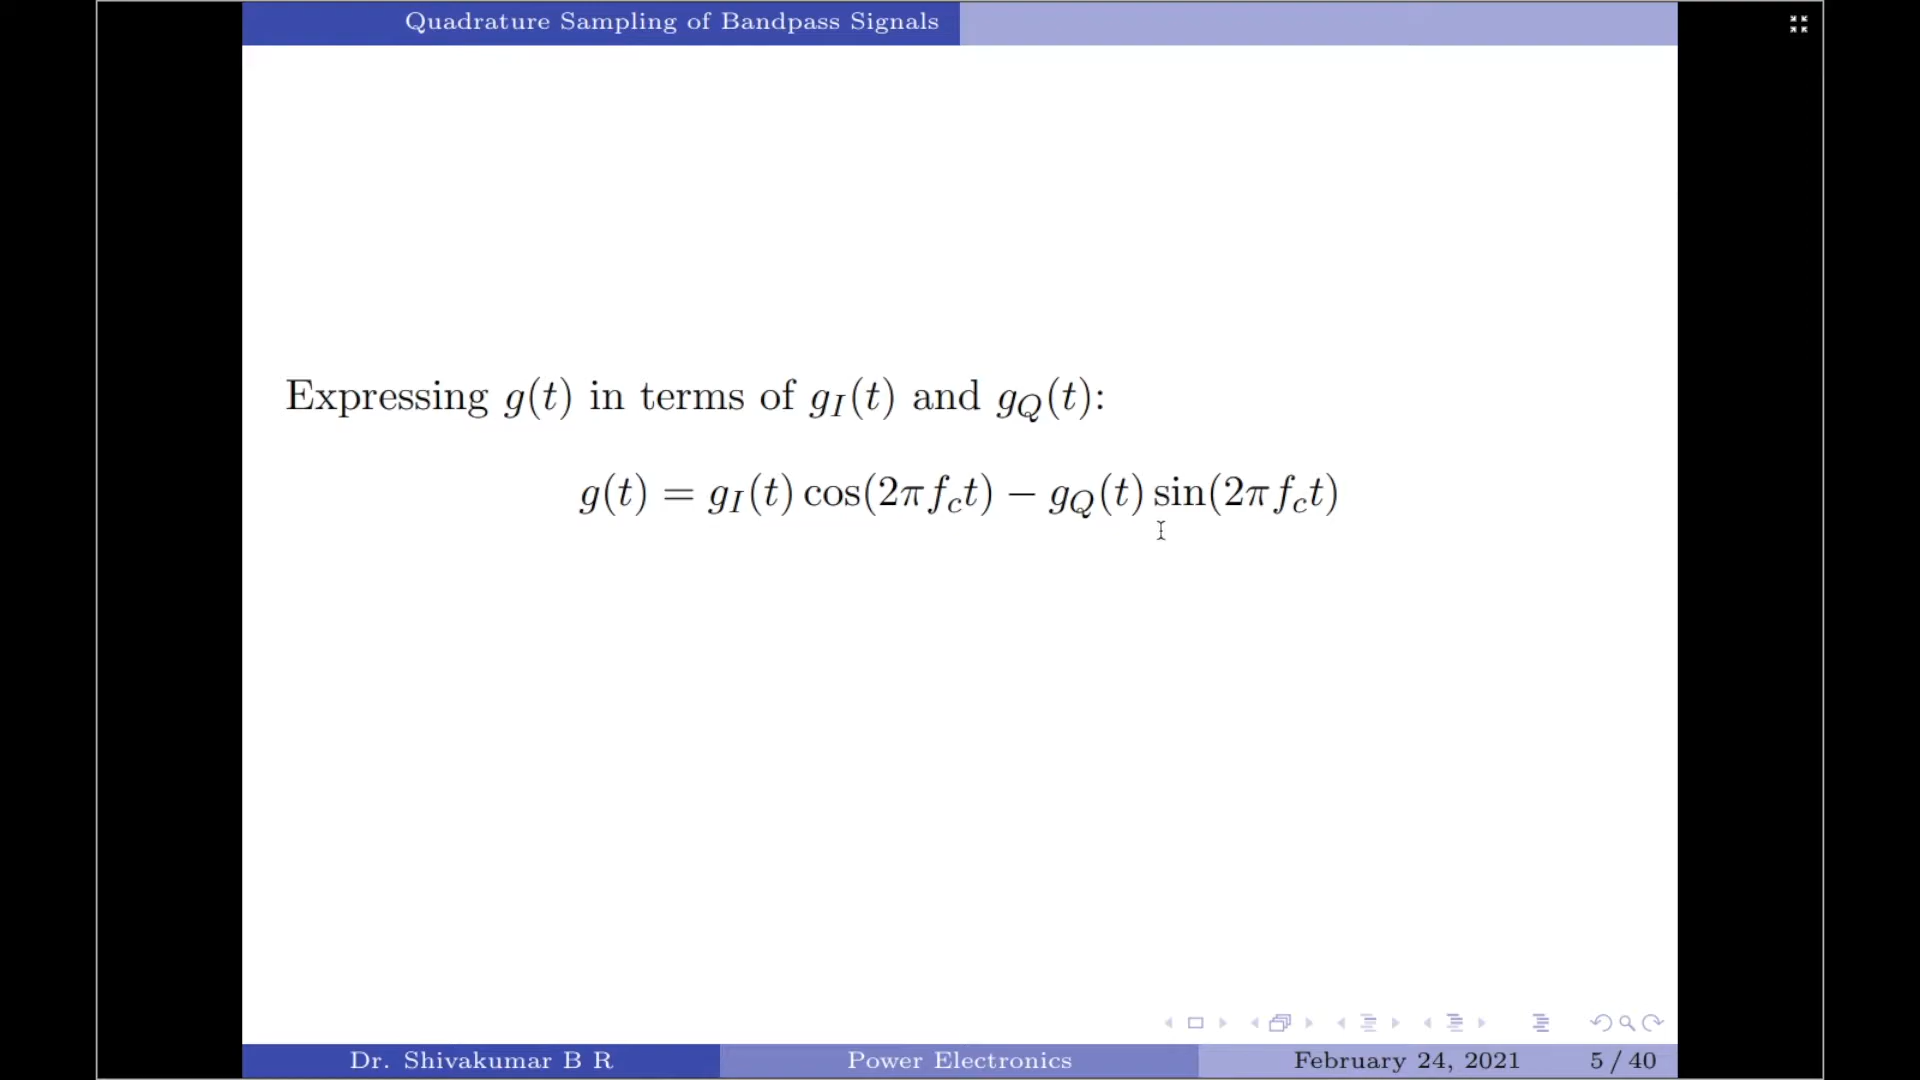 Quadrature Sampling of Bandpass Signals
Expressing g(t) in terms of g_I(t) and g_Q(t):
g(t) = g_I(t) cos(2πf_ct) − g_Q(t) sin(2πf_ct)
Dr. Shivakumar B R Power Electronics February 24, 2021 5 / 40